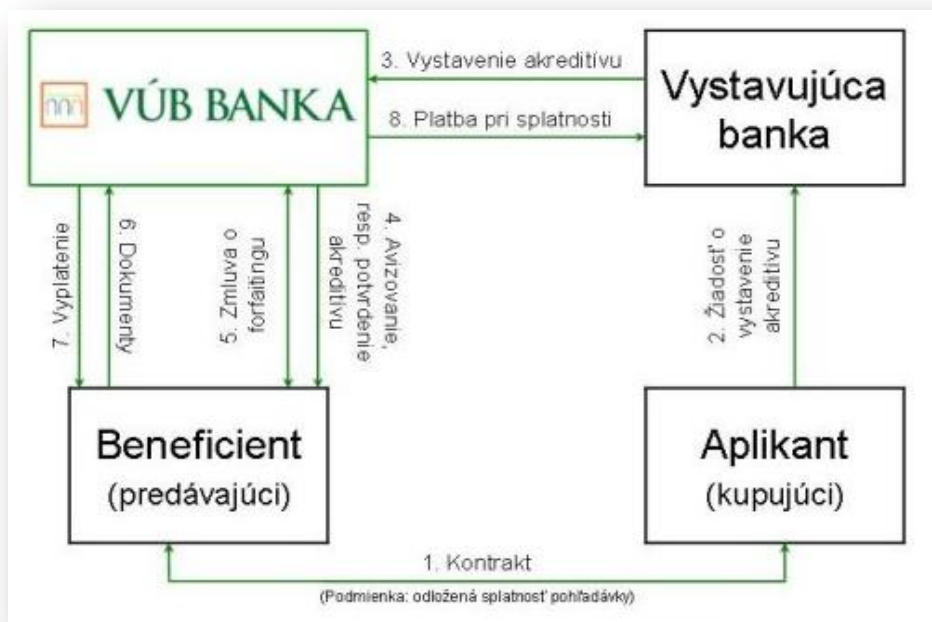 VÚB BANKA
3. Vystavenie akreditívu
8. Platba pri splatnosti
Vystavujúca
banka
7. Vyplatenie
6. Dokumenty
5. Zmluva o
forfaitingu
4. Avizovanie,
resp. potvrdenie
akreditívu
2. Žiadosť o
vystavenie
akreditívu
Beneficient
(predávajúci)
Aplikant
(kupujúci)
1. Kontrakt
(Podmienka: odložená splatnosť pohľadávky)